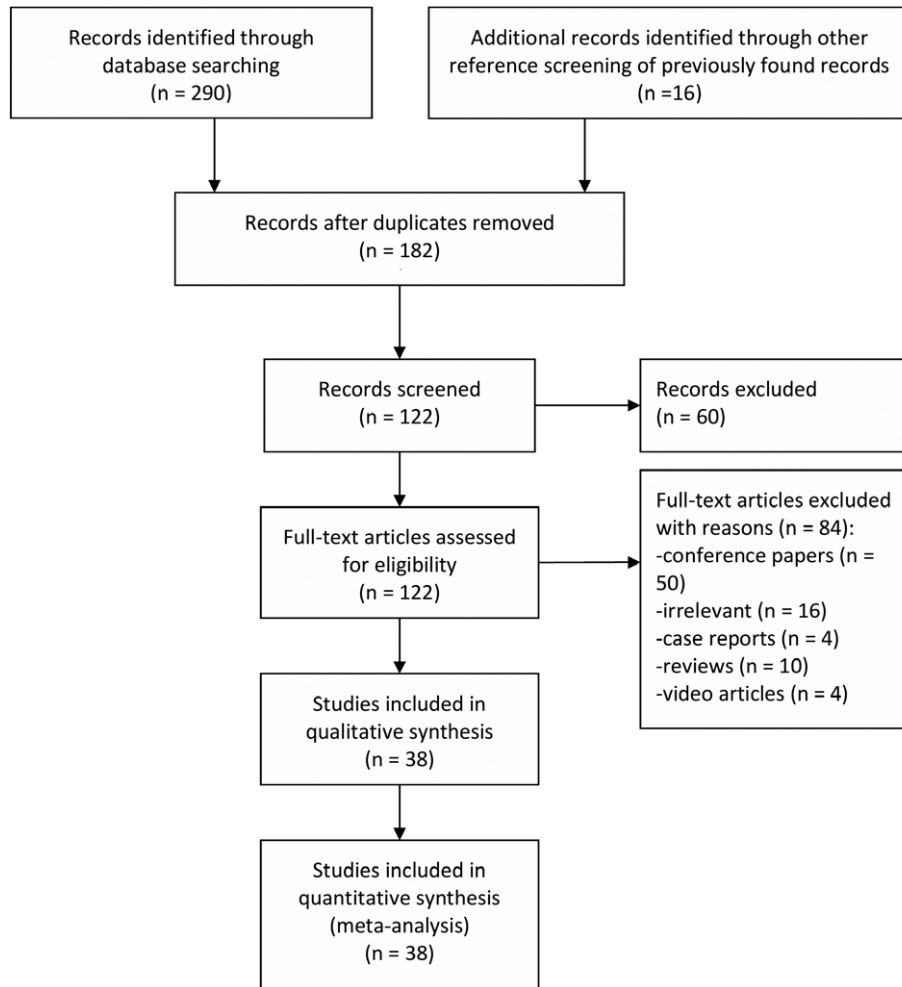 Records identified through
database searching
(n = 290)
Additional records identified through other
reference screening of previously found records
(n =16)
Records after duplicates removed
(n = 182)
Records screened
(n = 122)
Records excluded
(n = 60)
Full-text articles assessed
for eligibility
(n = 122)
Full-text articles excluded
with reasons (n = 84):
-conference papers (n =
50)
-irrelevant (n = 16)
-case reports (n = 4)
-reviews (n = 10)
-video articles (n = 4)
Studies included in
qualitative synthesis
(n = 38)
Studies included in
quantitative synthesis
(meta-analysis)
(n = 38)